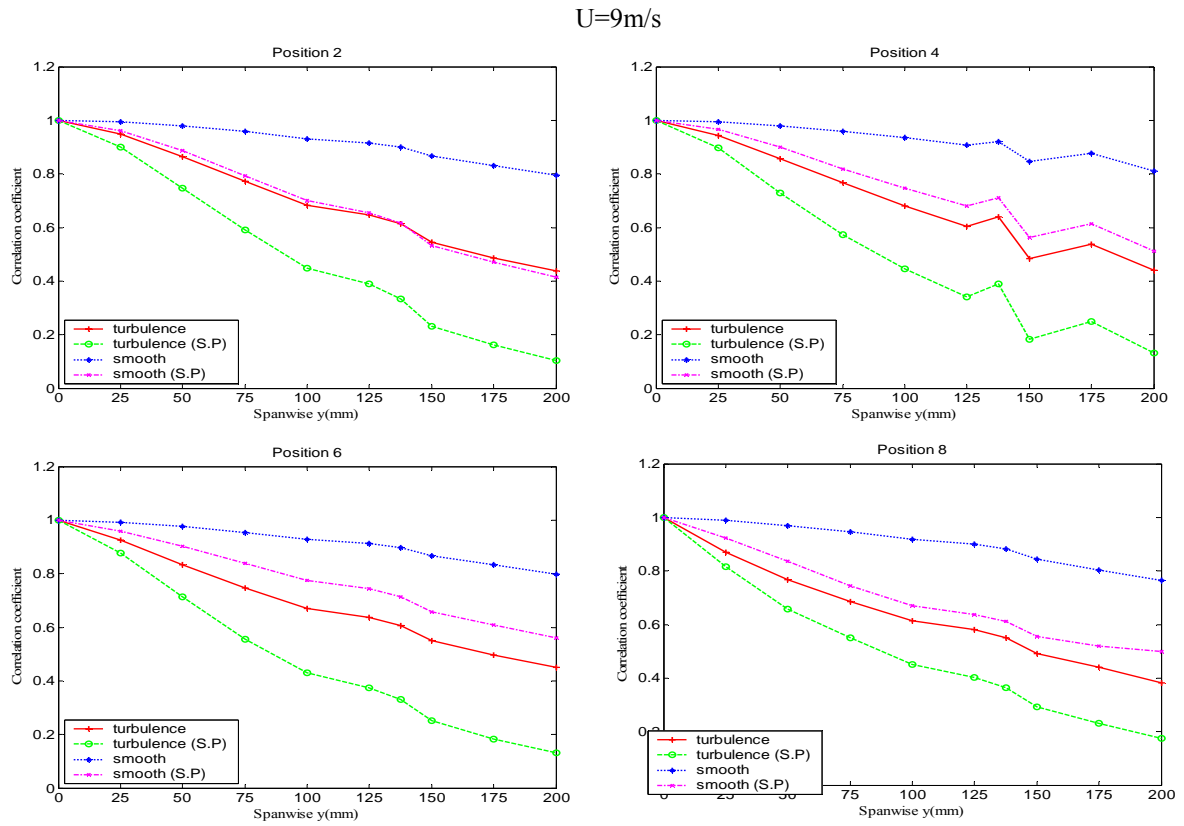 U=9m/s
Position 2
1.2
1
0.8
0.6
0.4
0.2
0
Correlation coefficient
turbulence
turbulence (S.P)
smooth
smooth (S.P)
0 25 50 75 100 125 150 175 200
Spanwise y(mm)
Position 4
1.2
1
0.8
0.6
0.4
0.2
0
Correlation coefficient
turbulence
turbulence (S.P)
smooth
smooth (S.P)
0 25 50 75 100 125 150 175 200
Spanwise y(mm)
Position 6
1.2
1
0.8
0.6
0.4
0.2
0
Correlation coefficient
turbulence
turbulence (S.P)
smooth
smooth (S.P)
0 25 50 75 100 125 150 175 200
Spanwise y(mm)
Position 8
1.2
1
0.8
0.6
0.4
Correlation coefficient
turbulence
turbulence (S.P)
smooth
smooth (S.P)
25 50 75 100 125 150 175 200
Spanwise y(mm)